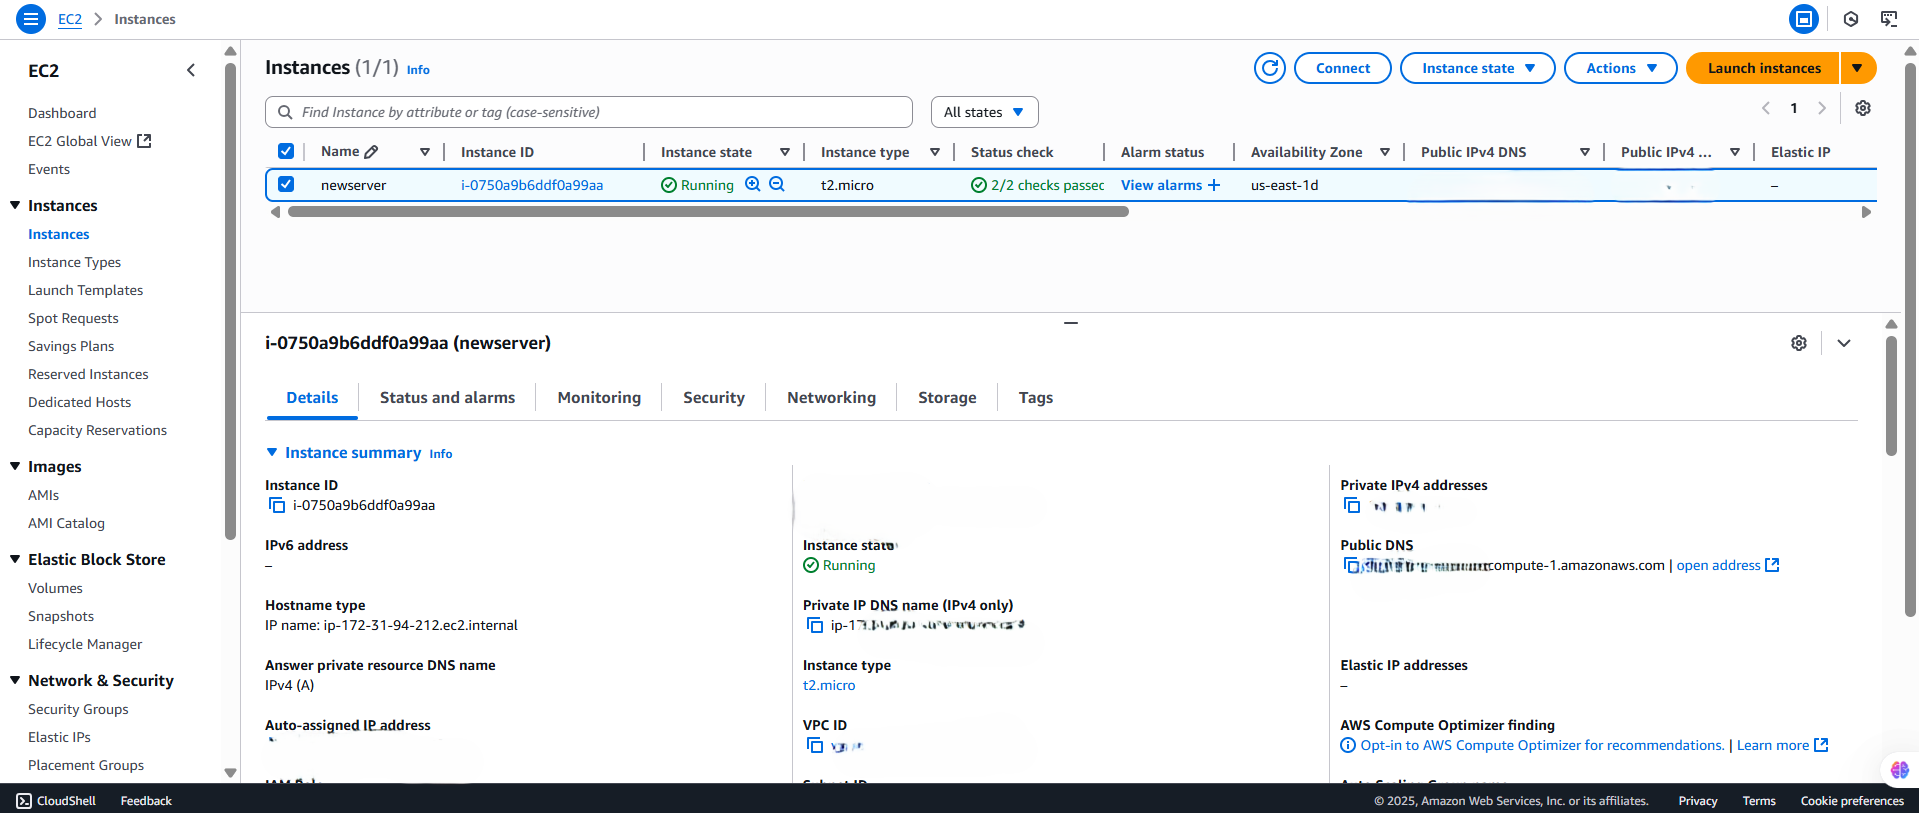 EC2 > Instances
EC2
Dashboard
EC2 Global View
Events
Instances
Instances
Instance Types
Launch Templates
Spot Requests
Savings Plans
Reserved Instances
Dedicated Hosts
Capacity Reservations
Images
AMIs
AMI Catalog
Elastic Block Store
Volumes
Snapshots
Lifecycle Manager
Network & Security
Security Groups
Elastic IPs
Placement Groups
Instances (1/1) Info
Connect
Instance state
Actions
Launch instances
Find Instance by attribute or tag (case-sensitive)
All states
1
Name Instance ID Instance state Instance type Status check Alarm status Availability Zone Public IPv4 DNS Public IPv4 ... Elastic IP
newserver i-0750a9b6ddf0a99aa Running t2.micro 2/2 checks passec View alarms + us-east-1d –
i-0750a9b6ddf0a99aa (newserver)
Details Status and alarms Monitoring Security Networking Storage Tags
Instance summary Info
Instance ID
i-0750a9b6ddf0a99aa
IPv6 address
–
Hostname type
IP name: ip-172-31-94-212.ec2.internal
Answer private resource DNS name
IPv4 (A)
Auto-assigned IP address
Instance state
Running
Private IP DNS name (IPv4 only)
Instance type
t2.micro
VPC ID
Private IPv4 addresses
Public DNS
compute-1.amazonaws.com | open address
Elastic IP addresses
–
AWS Compute Optimizer finding
Opt-in to AWS Compute Optimizer for recommendations. | Learn more
CloudShell Feedback © 2025, Amazon Web Services, Inc. or its affiliates. Privacy Terms Cookie preferences